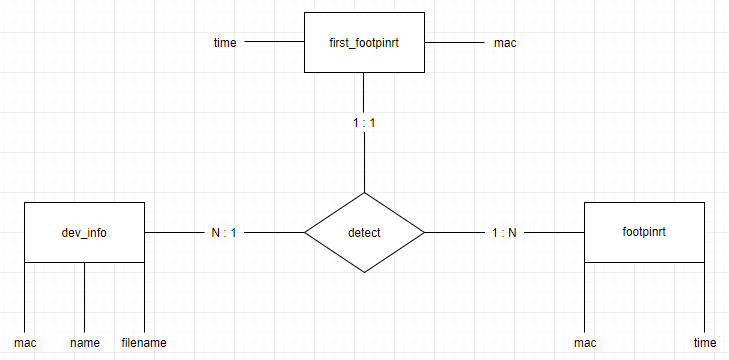 time
first_footpinrt
mac
1 : 1
dev_info
N : 1
detect
1 : N
footpinrt
mac
name
filename
mac
time